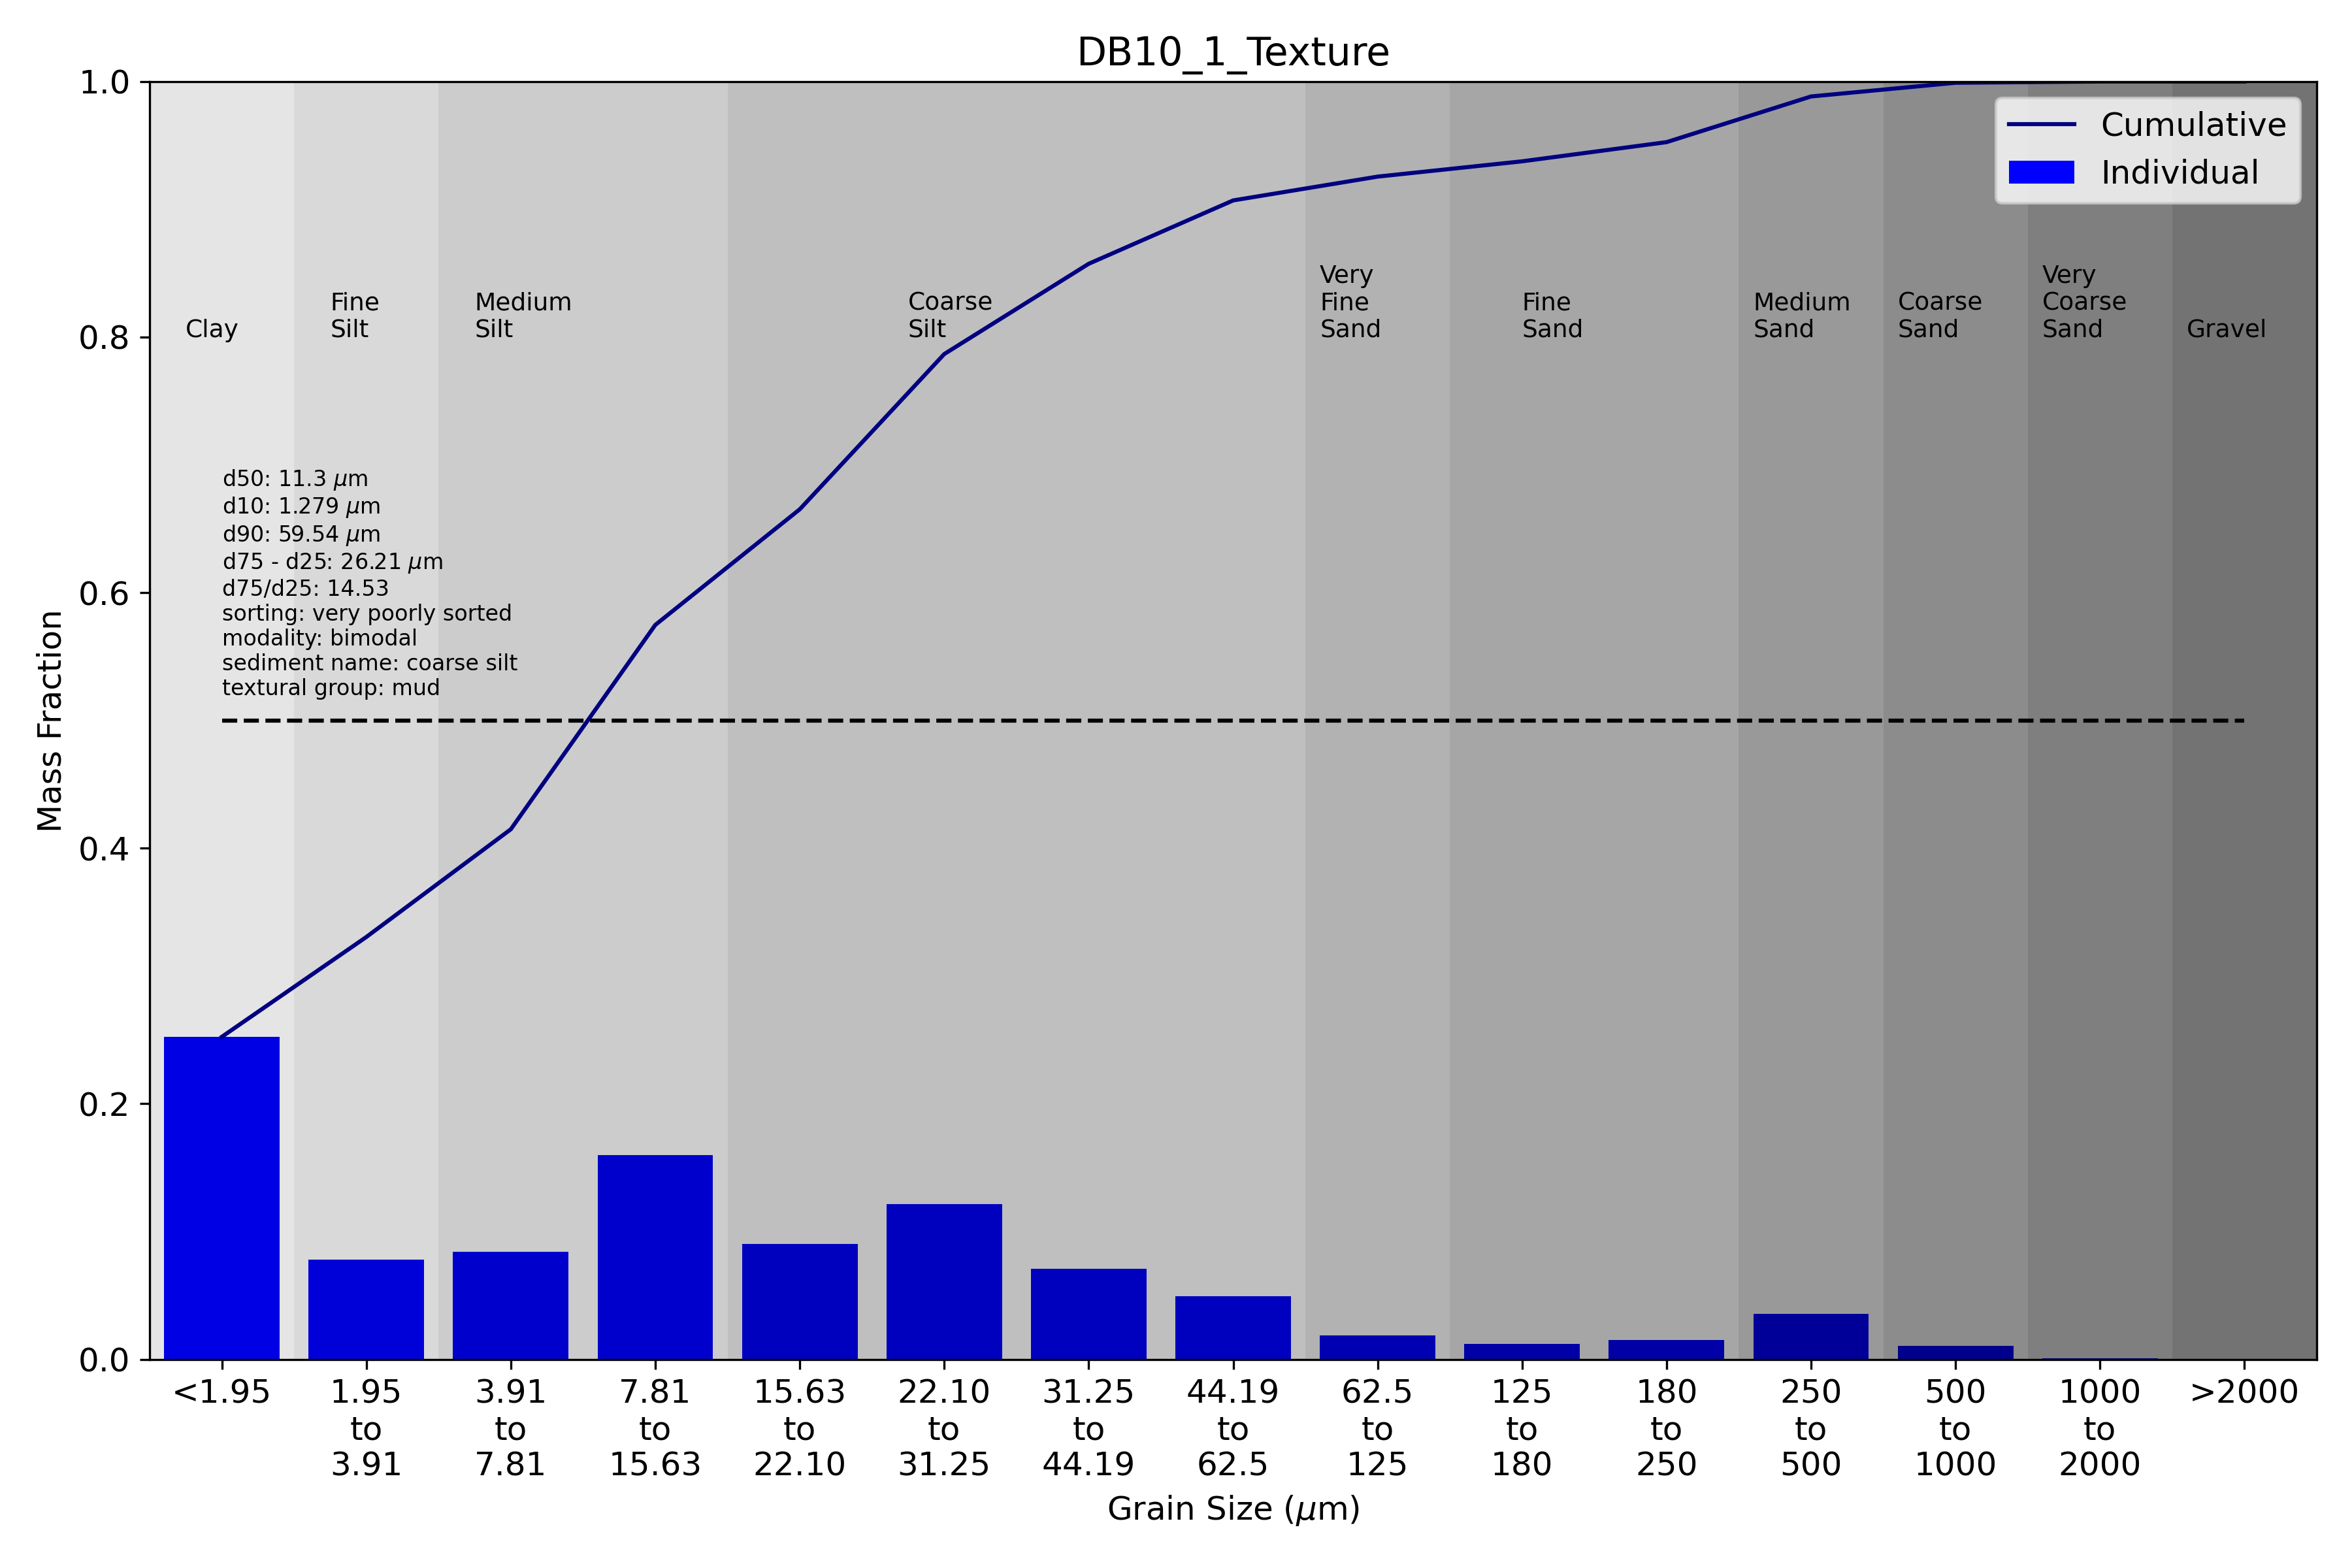 DB10_1_Texture
1.0
0.8
0.6
0.4
0.2
0.0
Mass Fraction
Cumulative
Individual
Clay
Fine
Silt
Medium
Silt
Coarse
Silt
Very
Fine
Sand
Fine
Sand
Medium
Sand
Coarse
Sand
Very
Coarse
Sand
Gravel
d50: 11.3 μm
d10: 1.279 μm
d90: 59.54 μm
d75 - d25: 26.21 μm
d75/d25: 14.53
sorting: very poorly sorted
modality: bimodal
sediment name: coarse silt
textural group: mud
<1.95
1.95
to
3.91
3.91
to
7.81
7.81
to
15.63
15.63
to
22.10
22.10
to
31.25
31.25
to
44.19
44.19
to
62.5
62.5
to
125
125
to
180
180
to
250
250
to
500
500
to
1000
1000
to
2000
>2000
Grain Size (μm)